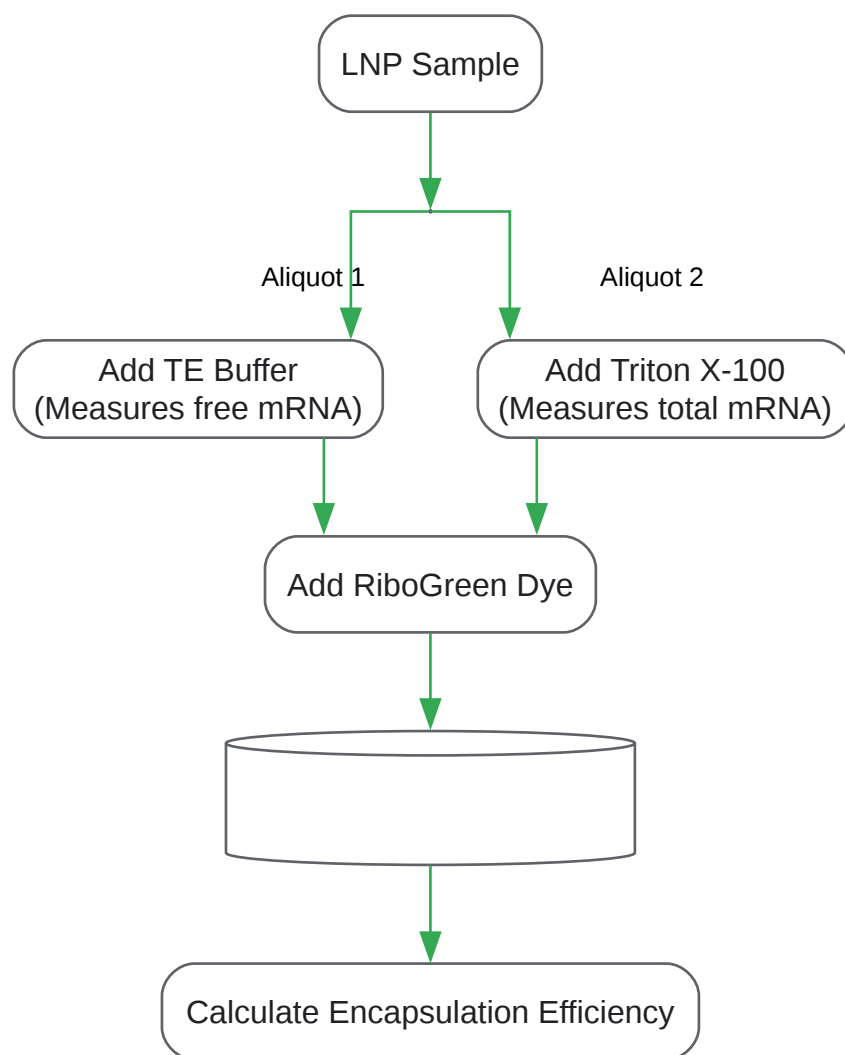 LNP Sample
Aliquot 1
Aliquot 2
Add TE Buffer
(Measures free mRNA)
Add Triton X-100
(Measures total mRNA)
Add RiboGreen Dye
Calculate Encapsulation Efficiency